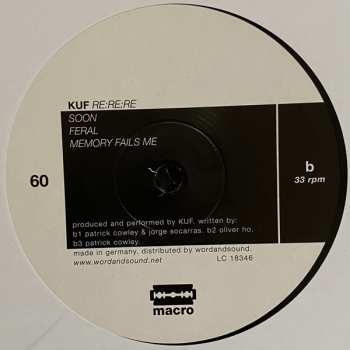 KUF RE:RE:RE
SOON
FERAL
MEMORY FAILS ME
60
b
33 rpm
produced and performed by KUF, written by:
b1 patrick cowley & jorge socarras. b2 oliver ho.
b3 patrick cowley.
made in germany, distributed by wordandsound.
www.wordandsound.net LC 18346
macro